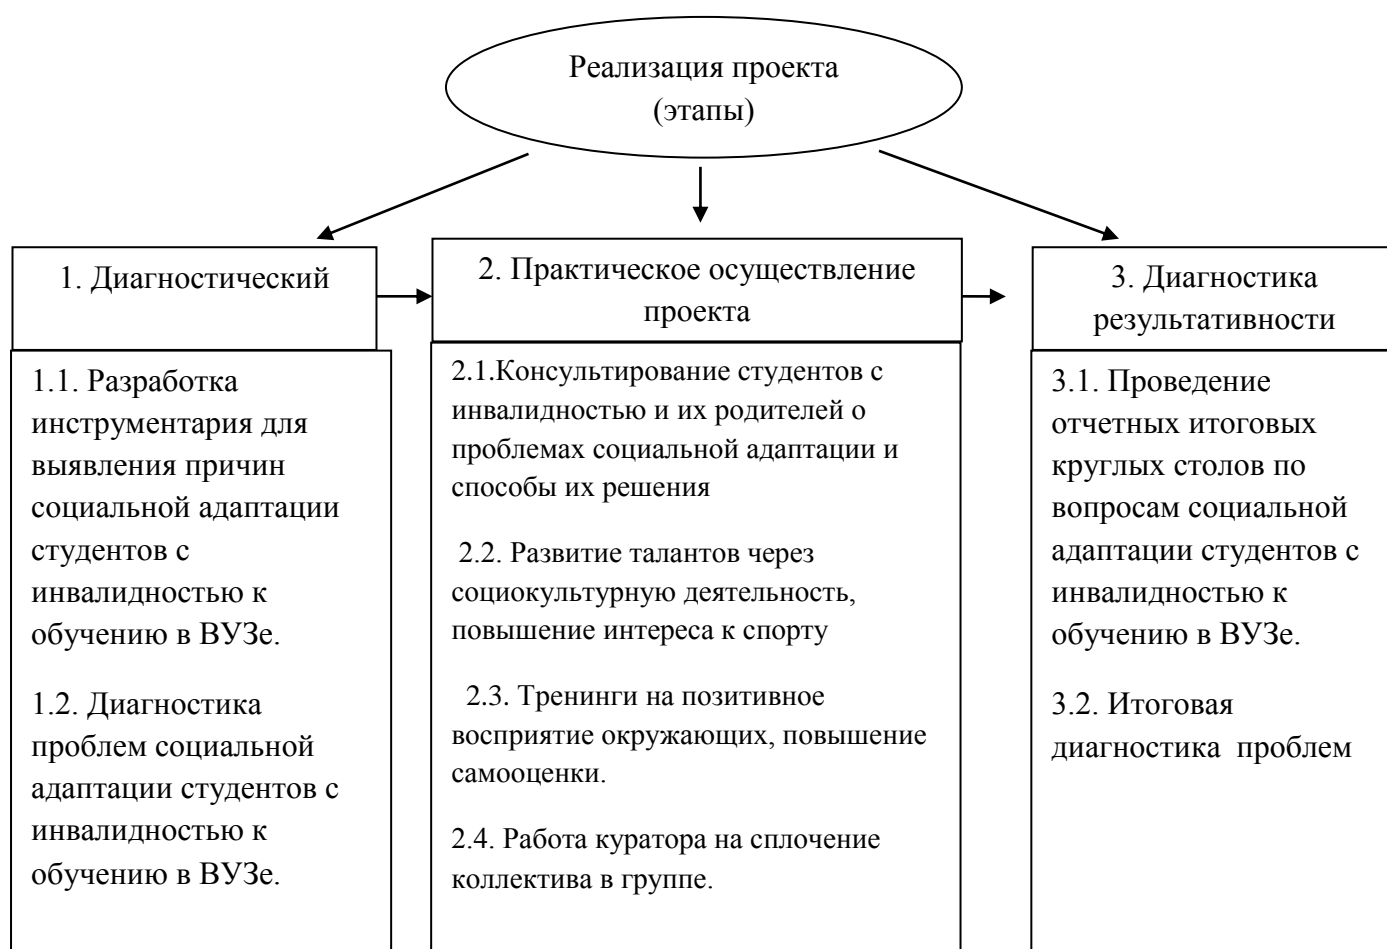 Реализация проекта
(этапы)
1. Диагностический
2. Практическое осуществление
проекта
3. Диагностика
результативности
1.1. Разработка
инструментария для
выявления причин
социальной адаптации
студентов с
инвалидностью к
обучению в ВУЗе.
1.2. Диагностика
проблем социальной
адаптации студентов с
инвалидностью к
обучению в ВУЗе.
2.1.Консультирование студентов с
инвалидностью и их родителей о
проблемах социальной адаптации и
способы их решения
2.2. Развитие талантов через
социокультурную деятельность,
повышение интереса к спорту
2.3. Тренинги на позитивное
восприятие окружающих, повышение
самооценки.
2.4. Работа куратора на сплочение
коллектива в группе.
3.1. Проведение
отчетных итоговых
круглых столов по
вопросам социальной
адаптации студентов с
инвалидностью к
обучению в ВУЗе.
3.2. Итоговая
диагностика  проблем